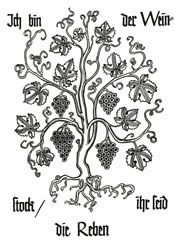 Ich bin der Wein
stock/ ihr seid
die Reben